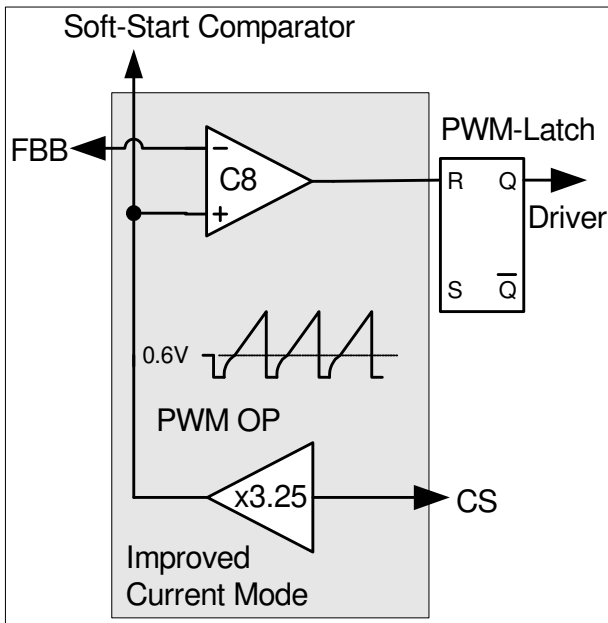 Soft-Start Comparator
FBB
PWM-Latch
−
C8
+
R Q
Driver
S Q̅
0.6V
PWM OP
x3.25
CS
Improved
Current Mode